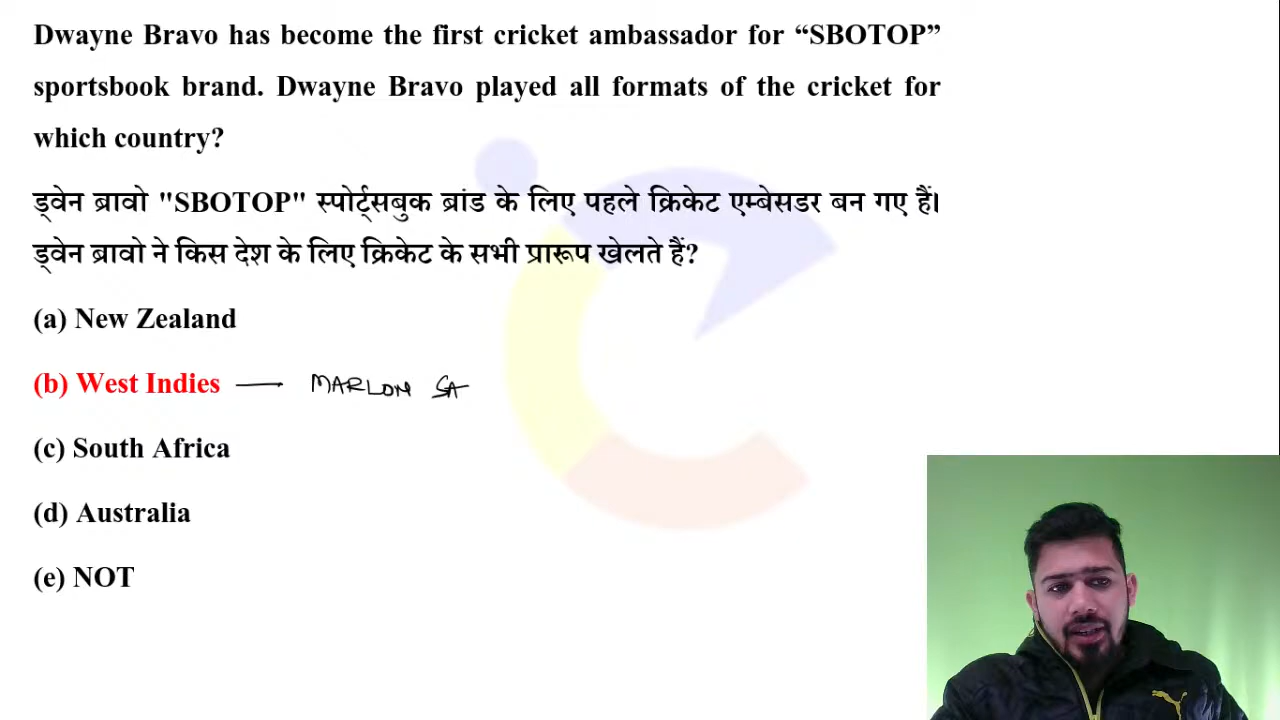 Dwayne Bravo has become the first cricket ambassador for “SBOTOP”
sportsbook brand. Dwayne Bravo played all formats of the cricket for
which country?
ड्वेन ब्रावो "SBOTOP" स्पोर्ट्सबुक ब्रांड के लिए पहले क्रिकेट एम्बेसडर बन गए हैं।
ड्वेन ब्रावो ने किस देश के लिए क्रिकेट के सभी प्रारूप खेलते हैं?
(a) New Zealand
(b) West Indies — MARLON SA
(c) South Africa
(d) Australia
(e) NOT